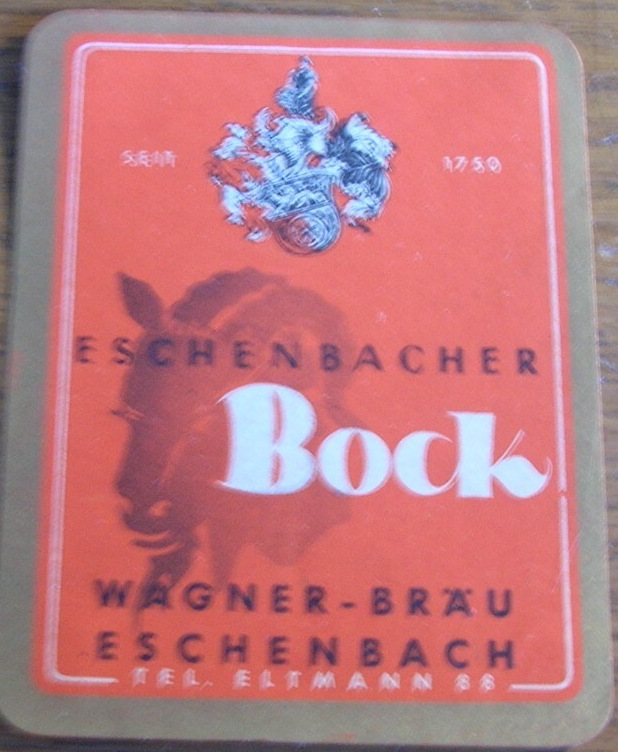 SEIT 1750
ESCHENBACHER
Bock
WAGNER-BRÄU
ESCHENBACH
TEL. ELTMANN 88